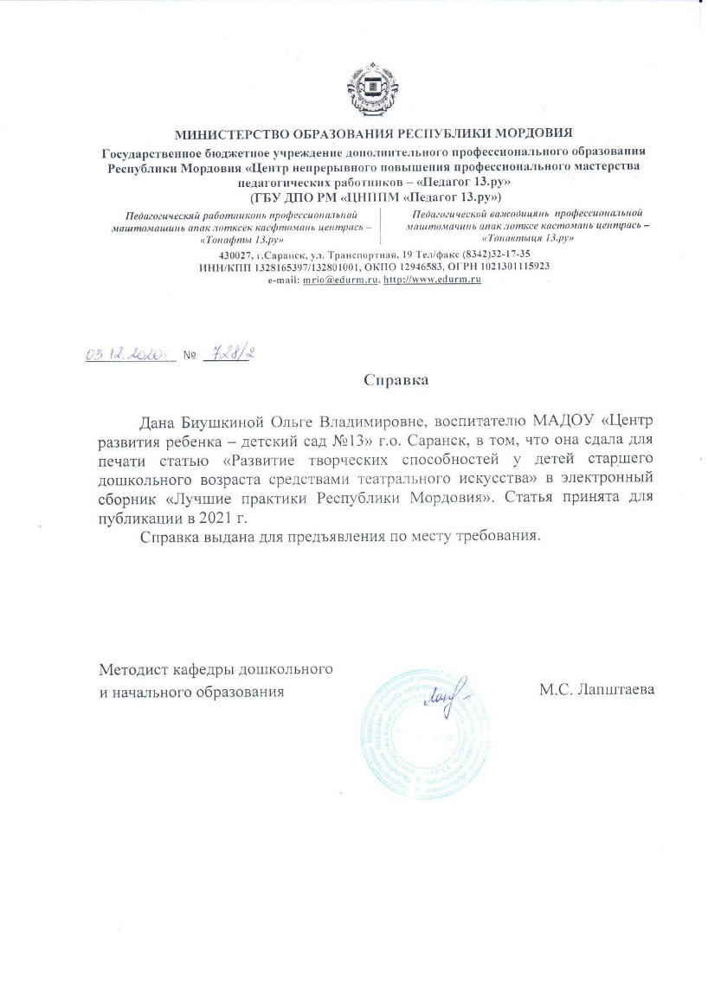 МИНИСТЕРСТВО ОБРАЗОВАНИЯ РЕСПУБЛИКИ МОРДОВИЯ
Государственное бюджетное учреждение дополнительного профессионального образования
Республики Мордовия «Центр непрерывного повышения профессионального мастерства
педагогических работников – «Педагог 13.ру»
(ГБУ ДПО РМ «ЦНППМ «Педагог 13.ру»)
Педагогическяй работниконь профессиональнай
маштомашинь апак лотксек касфтомань центрась –
«Тонафты 13.ру»
Педагогической важодицянь профессиональной
маштомачинь апак лотксе кастомань центрась –
«Тонавтыця 13.ру»
430027, г.Саранск, ул. Транспортная, 19 Тел/факс (8342)32-17-35
ИНН/КПП 1328165397/132801001, ОКПО 12946583, ОГРН 1021301115923
e-mail: mrio@edurm.ru, http://www.edurm.ru
03.12.2020г. № 728/2
Справка
Дана Биушкиной Ольге Владимировне, воспитателю МАДОУ «Центр
развития ребенка – детский сад №13» г.о. Саранск, в том, что она сдала для
печати статью «Развитие творческих способностей у детей старшего
дошкольного возраста средствами театрального искусства» в электронный
сборник «Лучшие практики Республики Мордовия». Статья принята для
публикации в 2021 г.
Справка выдана для предъявления по месту требования.
Методист кафедры дошкольного
и начального образования
М.С. Лапштаева